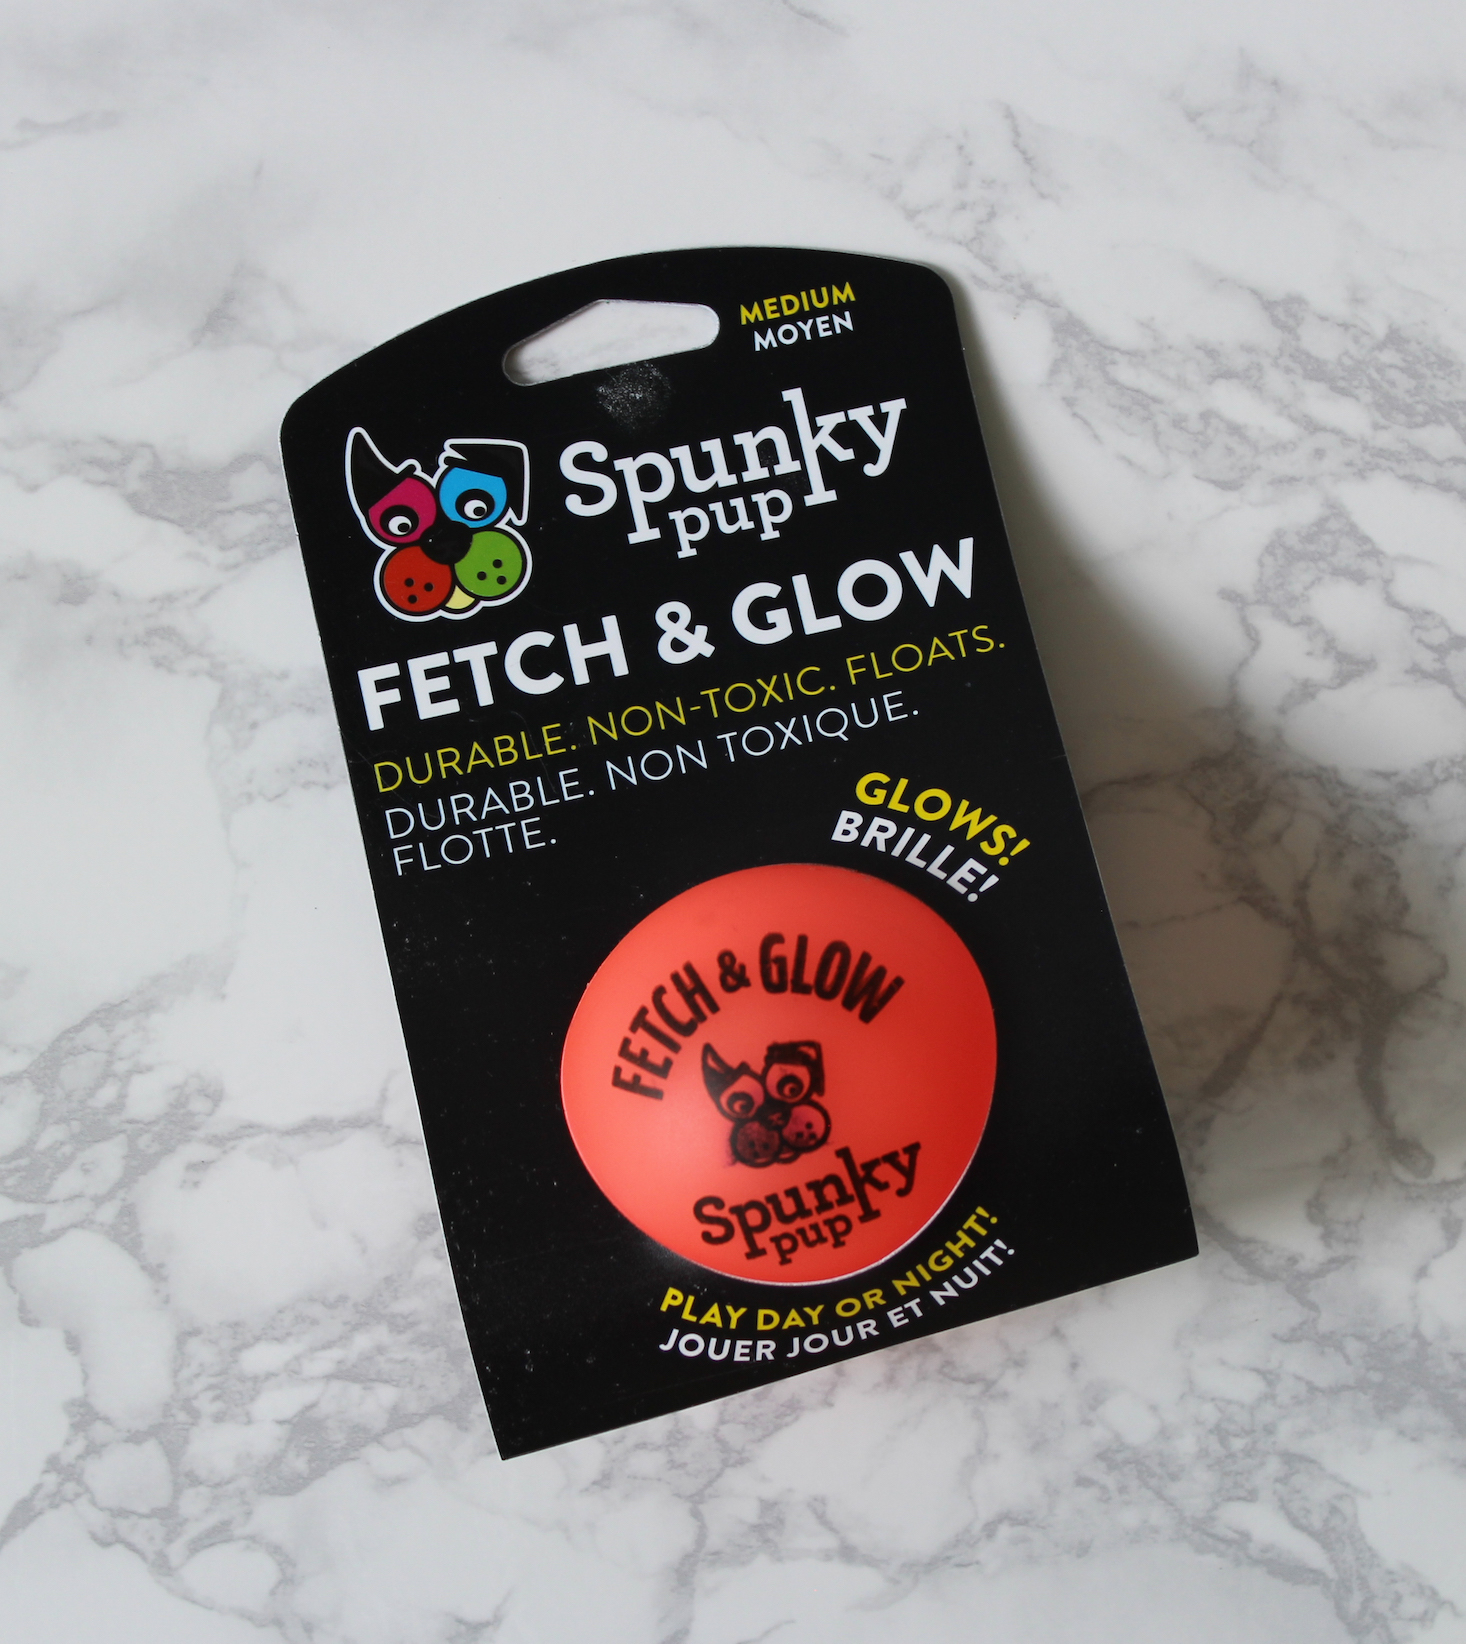 MEDIUM
MOYEN
Spunky
pup
FETCH & GLOW
DURABLE. NON-TOXIC. FLOATS.
DURABLE. NON TOXIQUE.
FLOTTE.
GLOWS!
BRILLE!
FETCH & GLOW
Spunky
pup
PLAY DAY OR NIGHT!
JOUER JOUR ET NUIT!